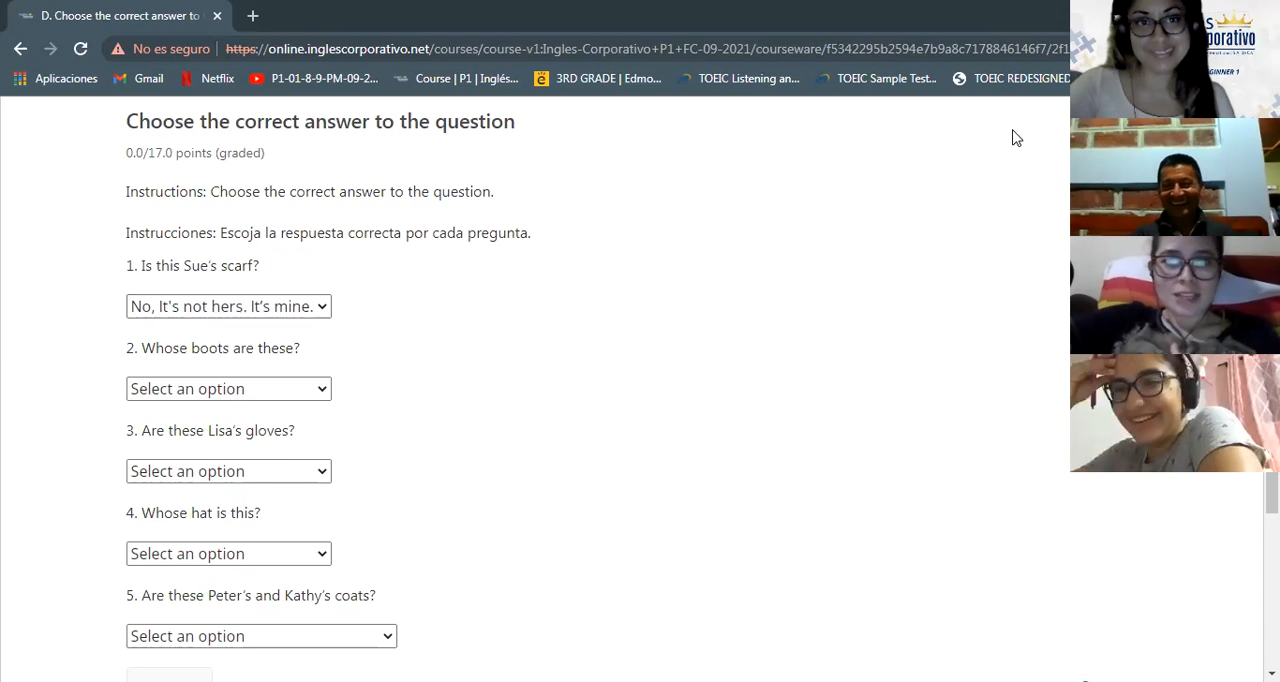 D. Choose the correct answer to
No es seguro
https://online.inglescorporativo.net/courses/course-v1:Ingles-Corporativo+P1+FC-09-2021/courseware/f5342295b2594e7b9a8c7178846146f7/2f1
Aplicaciones
Gmail
Netflix
P1-01-8-9-PM-09-2...
Course | P1 | Inglés...
3RD GRADE | Edmo...
TOEIC Listening an...
TOEIC Sample Test...
TOEIC REDESIGNED
Choose the correct answer to the question
0.0/17.0 points (graded)
Instructions: Choose the correct answer to the question.
Instrucciones: Escoja la respuesta correcta por cada pregunta.
1. Is this Sue's scarf?
No, It's not hers. It's mine.
2. Whose boots are these?
Select an option
3. Are these Lisa's gloves?
Select an option
4. Whose hat is this?
Select an option
5. Are these Peter's and Kathy's coats?
Select an option